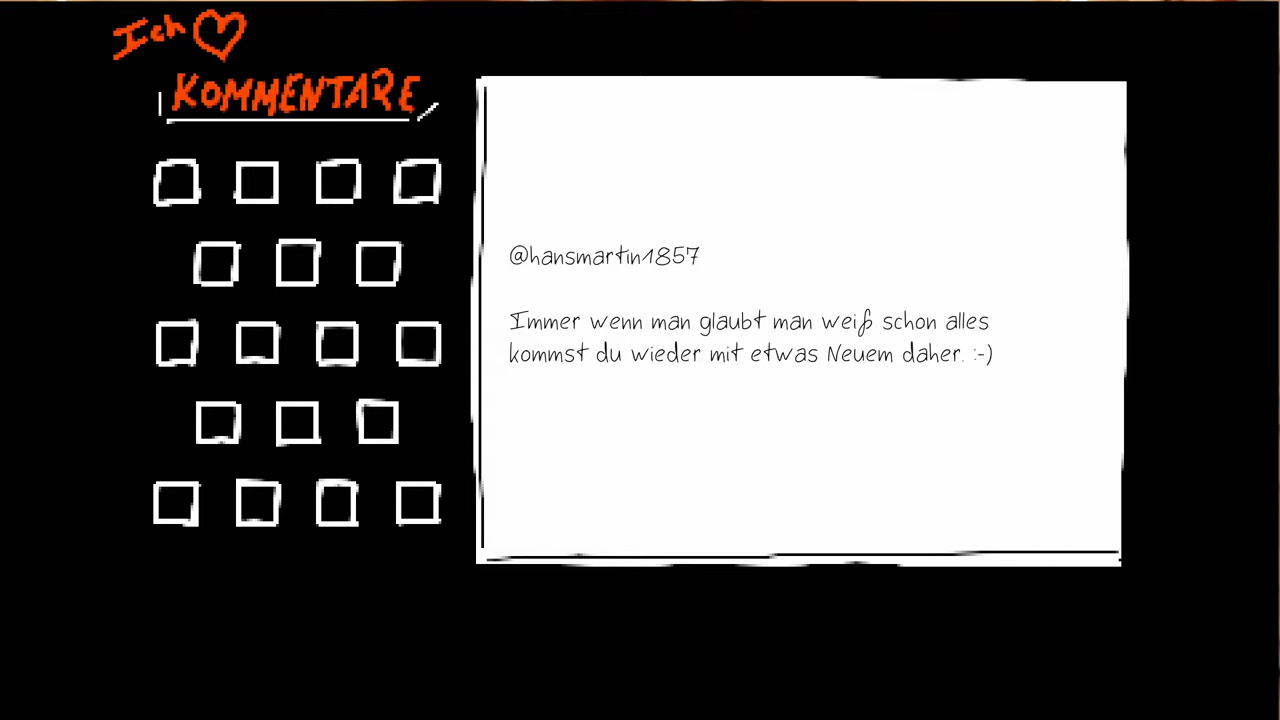 Ich
KOMMENTARE
@hansmartin1857
Immer wenn man glaubt man weiß schon alles
kommst du wieder mit etwas Neuem daher. :-)